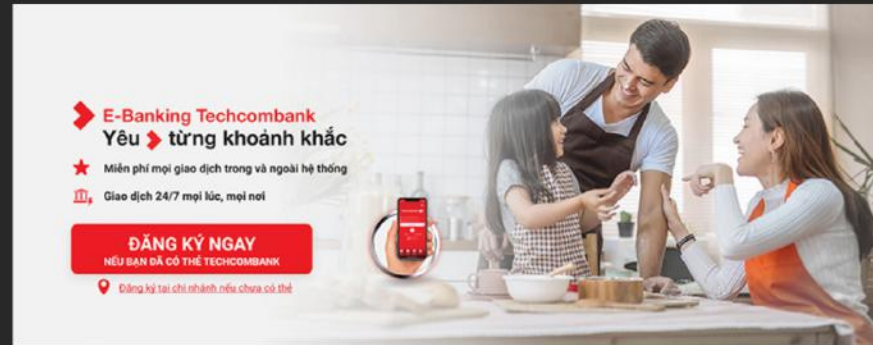 E-Banking Techcombank
Yêu từng khoảnh khắc
Miễn phí mọi giao dịch trong và ngoài hệ thống
Giao dịch 24/7 mọi lúc, mọi nơi
ĐĂNG KÝ NGAY
NẾU BẠN ĐÃ CÓ THẺ TECHCOMBANK
Đăng ký tại chi nhánh nếu chưa có thẻ